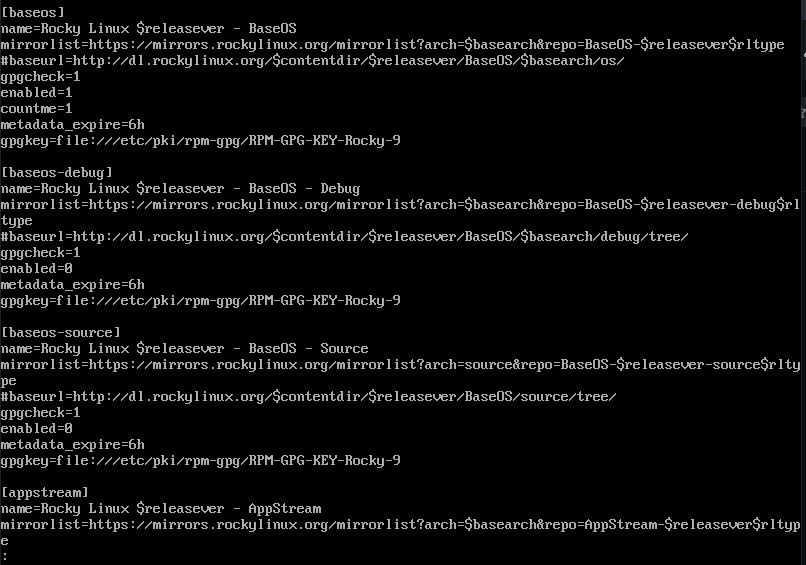 [baseos]
name=Rocky Linux $releasever - BaseOS
mirrorlist=https://mirrors.rockylinux.org/mirrorlist?arch=$basearch&repo=BaseOS-$releasever$rltype
#baseurl=http://dl.rockylinux.org/$contentdir/$releasever/BaseOS/$basearch/os/
gpgcheck=1
enabled=1
countme=1
metadata_expire=6h
gpgkey=file:///etc/pki/rpm-gpg/RPM-GPG-KEY-Rocky-9

[baseos-debug]
name=Rocky Linux $releasever - BaseOS - Debug
mirrorlist=https://mirrors.rockylinux.org/mirrorlist?arch=$basearch&repo=BaseOS-$releasever-debug$rl
type
#baseurl=http://dl.rockylinux.org/$contentdir/$releasever/BaseOS/$basearch/debug/tree/
gpgcheck=1
enabled=0
metadata_expire=6h
gpgkey=file:///etc/pki/rpm-gpg/RPM-GPG-KEY-Rocky-9

[baseos-source]
name=Rocky Linux $releasever - BaseOS - Source
mirrorlist=https://mirrors.rockylinux.org/mirrorlist?arch=source&repo=BaseOS-$releasever-source$rlty
pe
#baseurl=http://dl.rockylinux.org/$contentdir/$releasever/BaseOS/source/tree/
gpgcheck=1
enabled=0
metadata_expire=6h
gpgkey=file:///etc/pki/rpm-gpg/RPM-GPG-KEY-Rocky-9

[appstream]
name=Rocky Linux $releasever - AppStream
mirrorlist=https://mirrors.rockylinux.org/mirrorlist?arch=$basearch&repo=AppStream-$releasever$rltyp
e
: